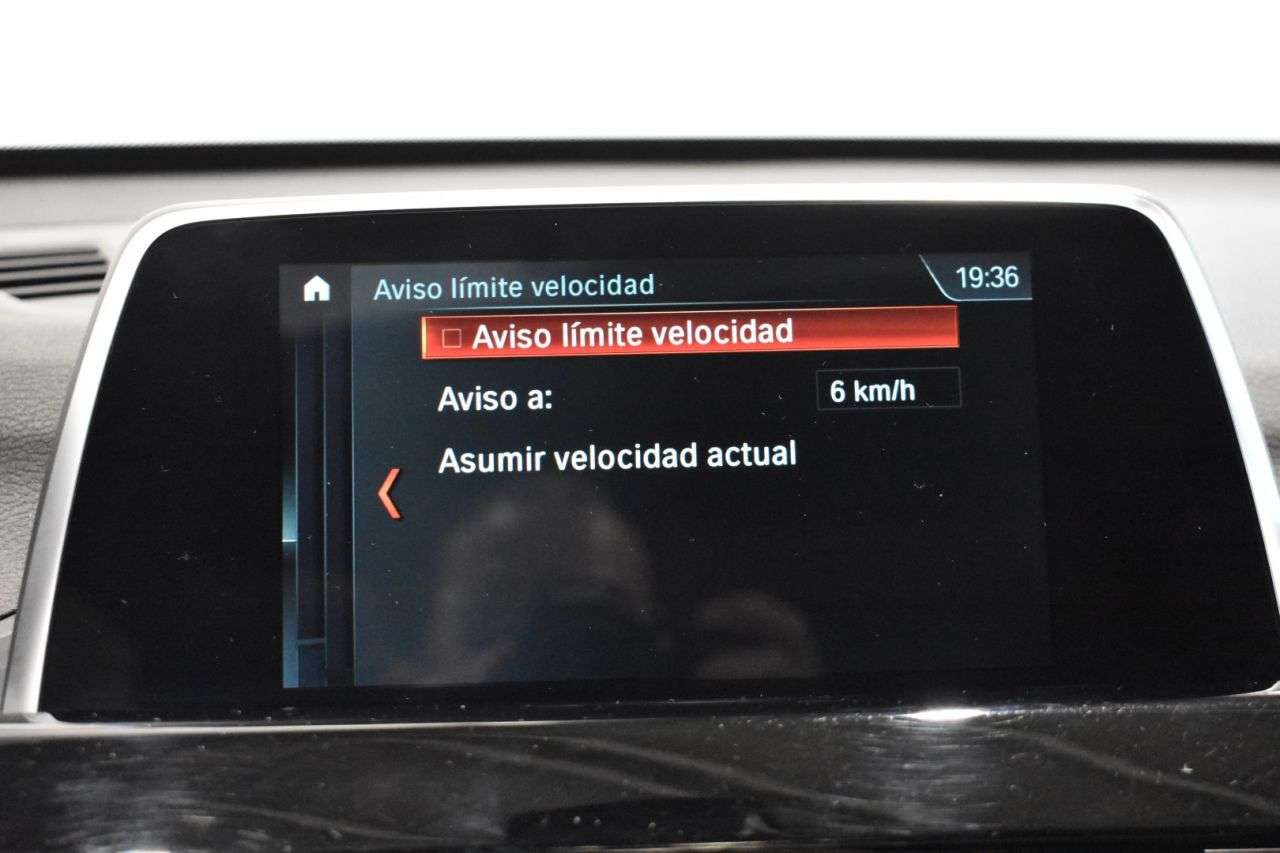 Aviso límite velocidad
19:36
Aviso límite velocidad
Aviso a: 6 km/h
Asumir velocidad actual